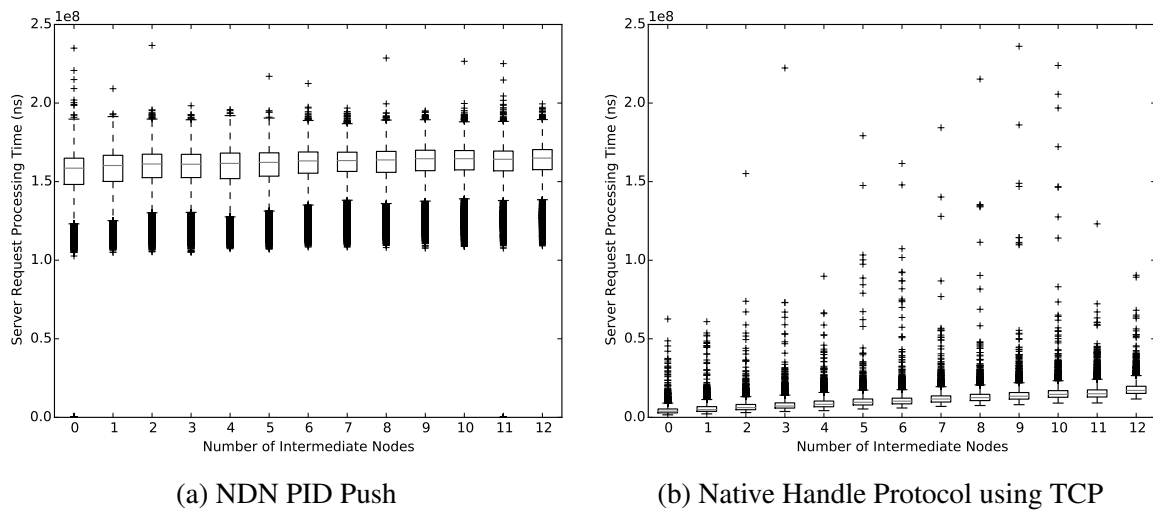 1e8
2.5
2.0
1.5
1.0
0.5
0.0
Server Request Processing Time (ns)
0 1 2 3 4 5 6 7 8 9 10 11 12
Number of Intermediate Nodes
(a) NDN PID Push
1e8
2.5
2.0
1.5
1.0
0.5
0.0
Server Request Processing Time (ns)
0 1 2 3 4 5 6 7 8 9 10 11 12
Number of Intermediate Nodes
(b) Native Handle Protocol using TCP